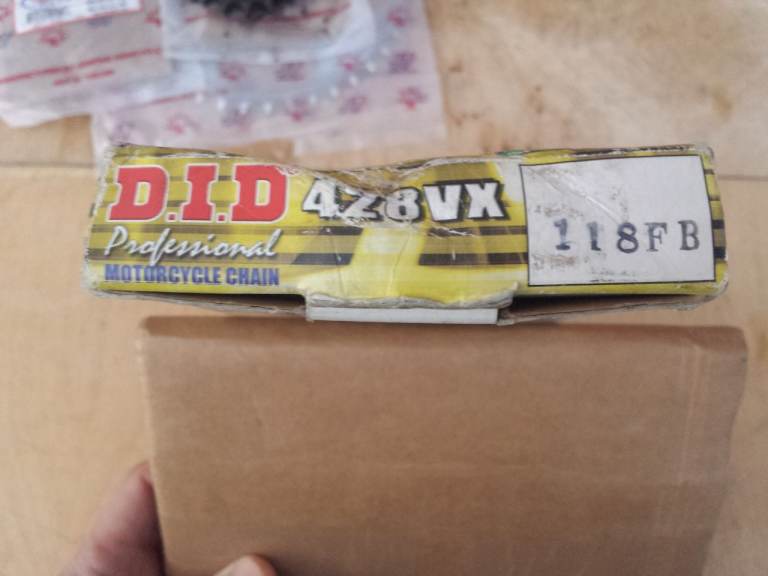 D.I.D® 428VX
Professional
MOTORCYCLE CHAIN
118FB